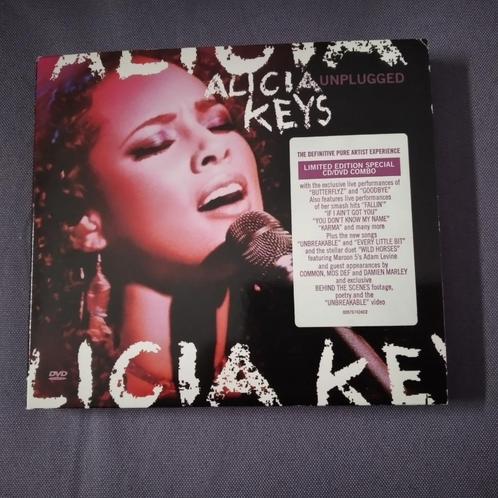 ALICIA
ALICIA UNPLUGGED
KEYS
THE DEFINITIVE PURE ARTIST EXPERIENCE
LIMITED EDITION SPECIAL
CD/DVD COMBO
with the exclusive live performances of
"BUTTERFLYZ" and "GOODBYE"
Also features live performances
of her smash hits "FALLIN'"
"IF I AIN'T GOT YOU"
"YOU DON'T KNOW MY NAME"
"KARMA" and many more
Plus the new songs
"UNBREAKABLE" and "EVERY LITTLE BIT"
and the stellar duet "WILD HORSES"
featuring Maroon 5's Adam Levine
and guest appearances by
COMMON, MOS DEF and DAMIEN MARLEY
and exclusive
BEHIND THE SCENES footage,
poetry and the
"UNBREAKABLE" video
DVD
LICIA KEY